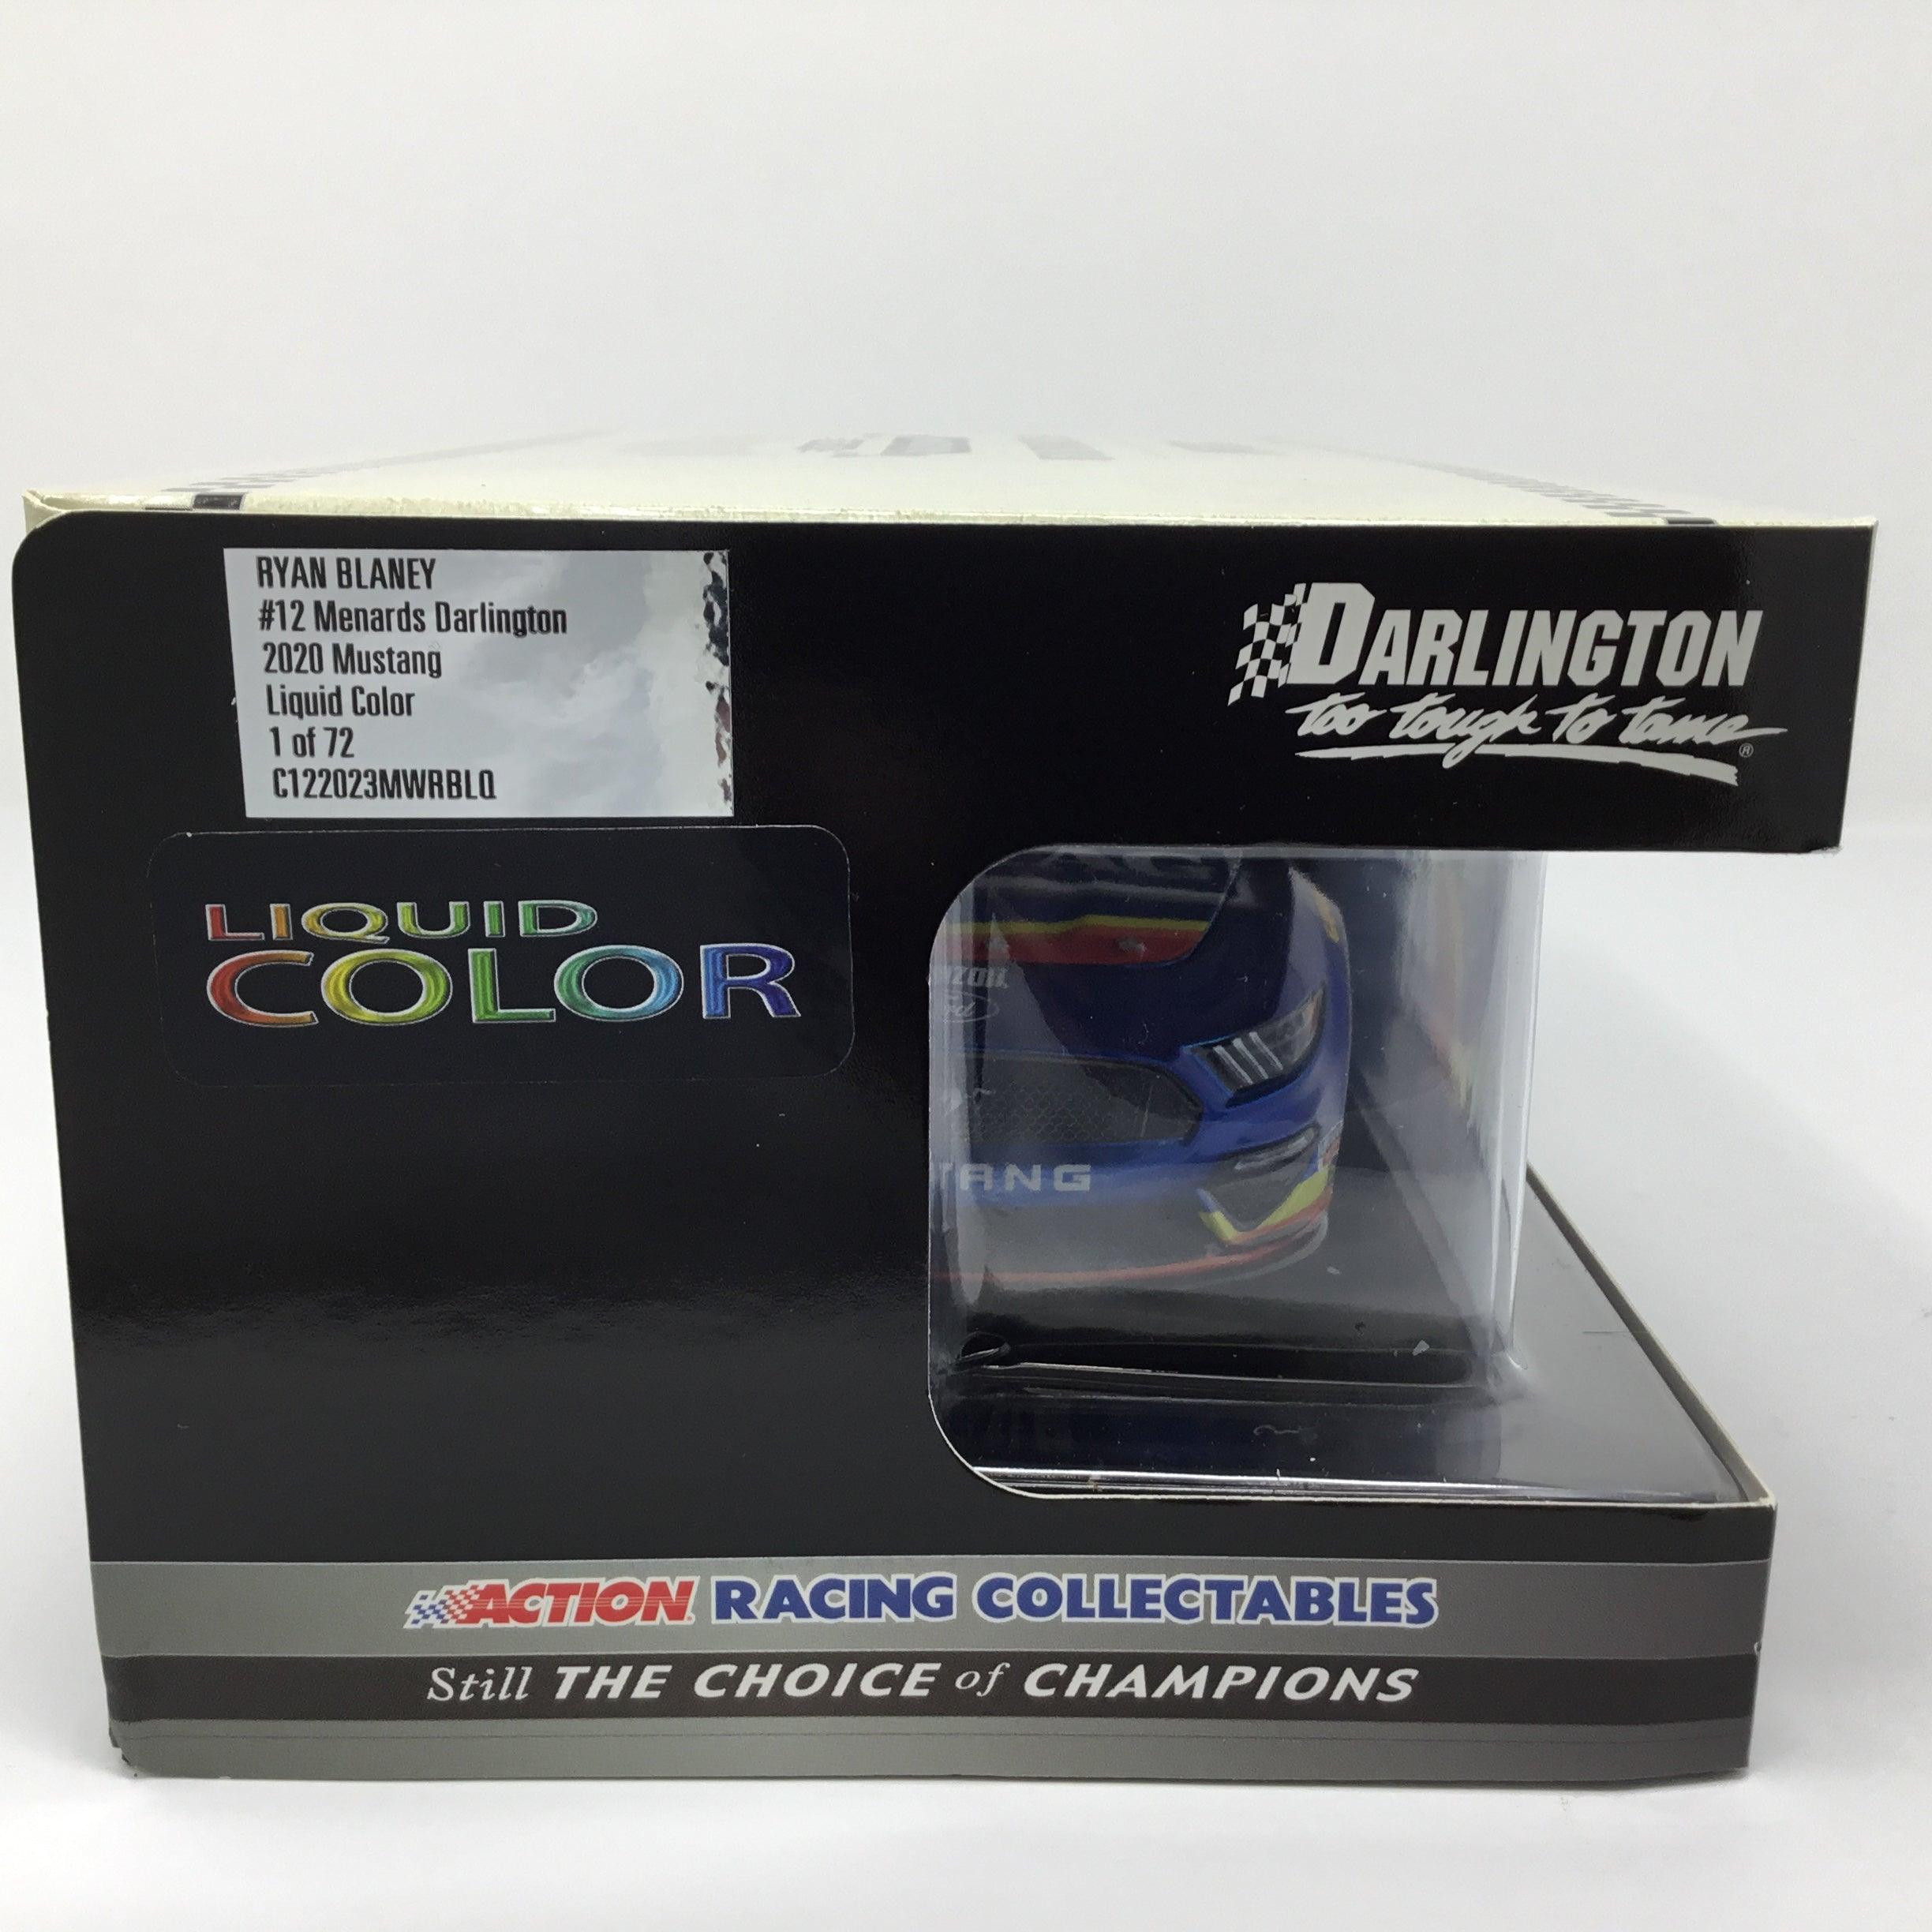 RYAN BLANEY
#12 Menards Darlington
2020 Mustang
Liquid Color
1 of 72
C122023MWRBLQ
DARLINGTON
too tough to tame®
LIQUID
COLOR
ACTION RACING COLLECTABLES
Still THE CHOICE of CHAMPIONS